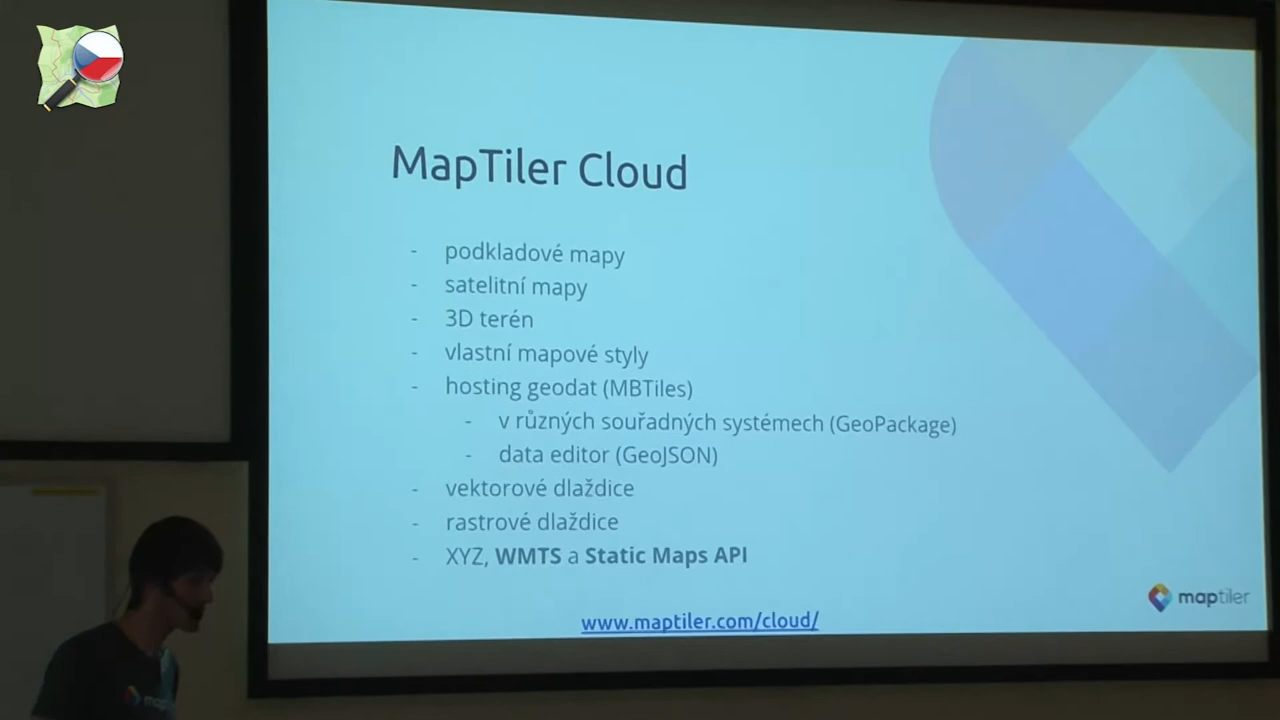 MapTiler Cloud
- podkladové mapy
- satelitní mapy
- 3D terén
- vlastní mapové styly
- hosting geodat (MBTiles)
- v různých souřadných systémech (GeoPackage)
- data editor (GeoJSON)
- vektorové dlaždice
- rastrové dlaždice
- XYZ, WMTS a Static Maps API
maptiler
www.maptiler.com/cloud/